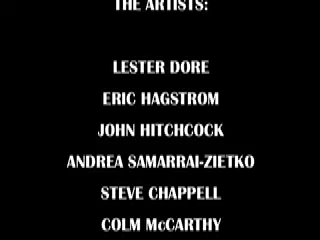 THE ARTISTS:
LESTER DORE
ERIC HAGSTROM
JOHN HITCHCOCK
ANDREA SAMARRAI-ZIETKO
STEVE CHAPPELL
COLM McCARTHY